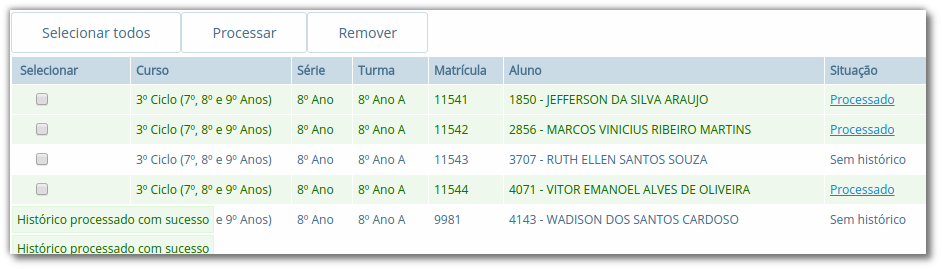 Selecionar todos Processar Remover
Selecionar Curso Série Turma Matrícula Aluno Situação
3º Ciclo (7º, 8º e 9º Anos) 8º Ano 8º Ano A 11541 1850 - JEFFERSON DA SILVA ARAUJO Processado
3º Ciclo (7º, 8º e 9º Anos) 8º Ano 8º Ano A 11542 2856 - MARCOS VINICIUS RIBEIRO MARTINS Processado
3º Ciclo (7º, 8º e 9º Anos) 8º Ano 8º Ano A 11543 3707 - RUTH ELLEN SANTOS SOUZA Sem histórico
3º Ciclo (7º, 8º e 9º Anos) 8º Ano 8º Ano A 11544 4071 - VITOR EMANOEL ALVES DE OLIVEIRA Processado
Histórico processado com sucesso e 9º Anos) 8º Ano 8º Ano A 9981 4143 - WADISON DOS SANTOS CARDOSO Sem histórico
Histórico processado com sucesso